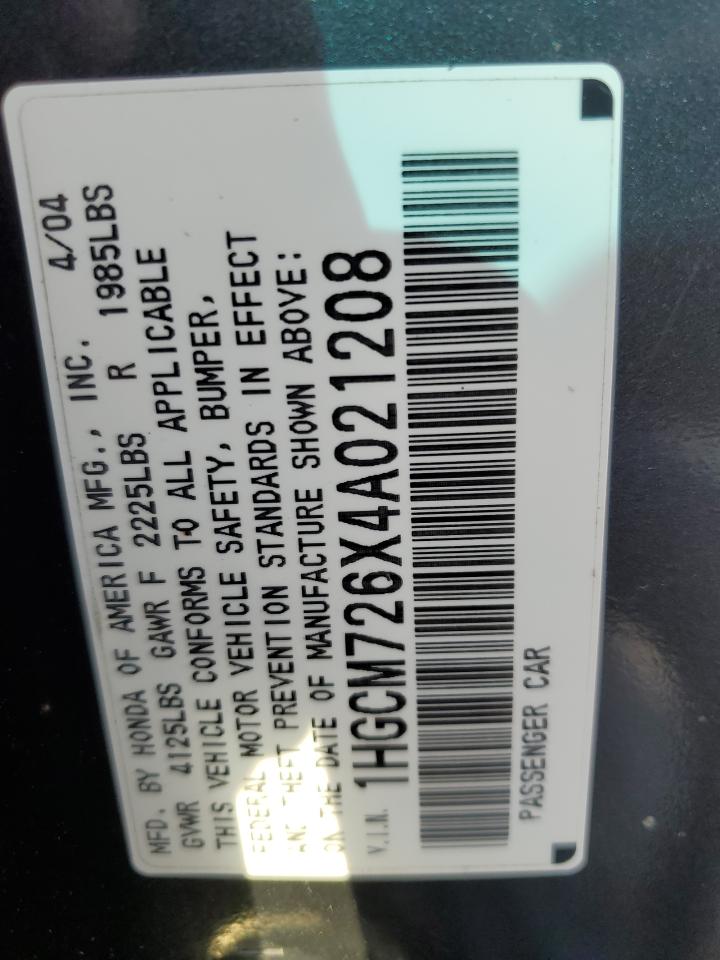 MFD. BY HONDA OF AMERICA MFG., INC. 4/04
GVWR 4125LBS GAWR F 2225LBS R 1985LBS
THIS VEHICLE CONFORMS TO ALL APPLICABLE
FEDERAL MOTOR VEHICLE SAFETY, BUMPER,
AND THEFT PREVENTION STANDARDS IN EFFECT
ON THE DATE OF MANUFACTURE SHOWN ABOVE:
V.I.N. 1HGCM726X4A021208
PASSENGER CAR